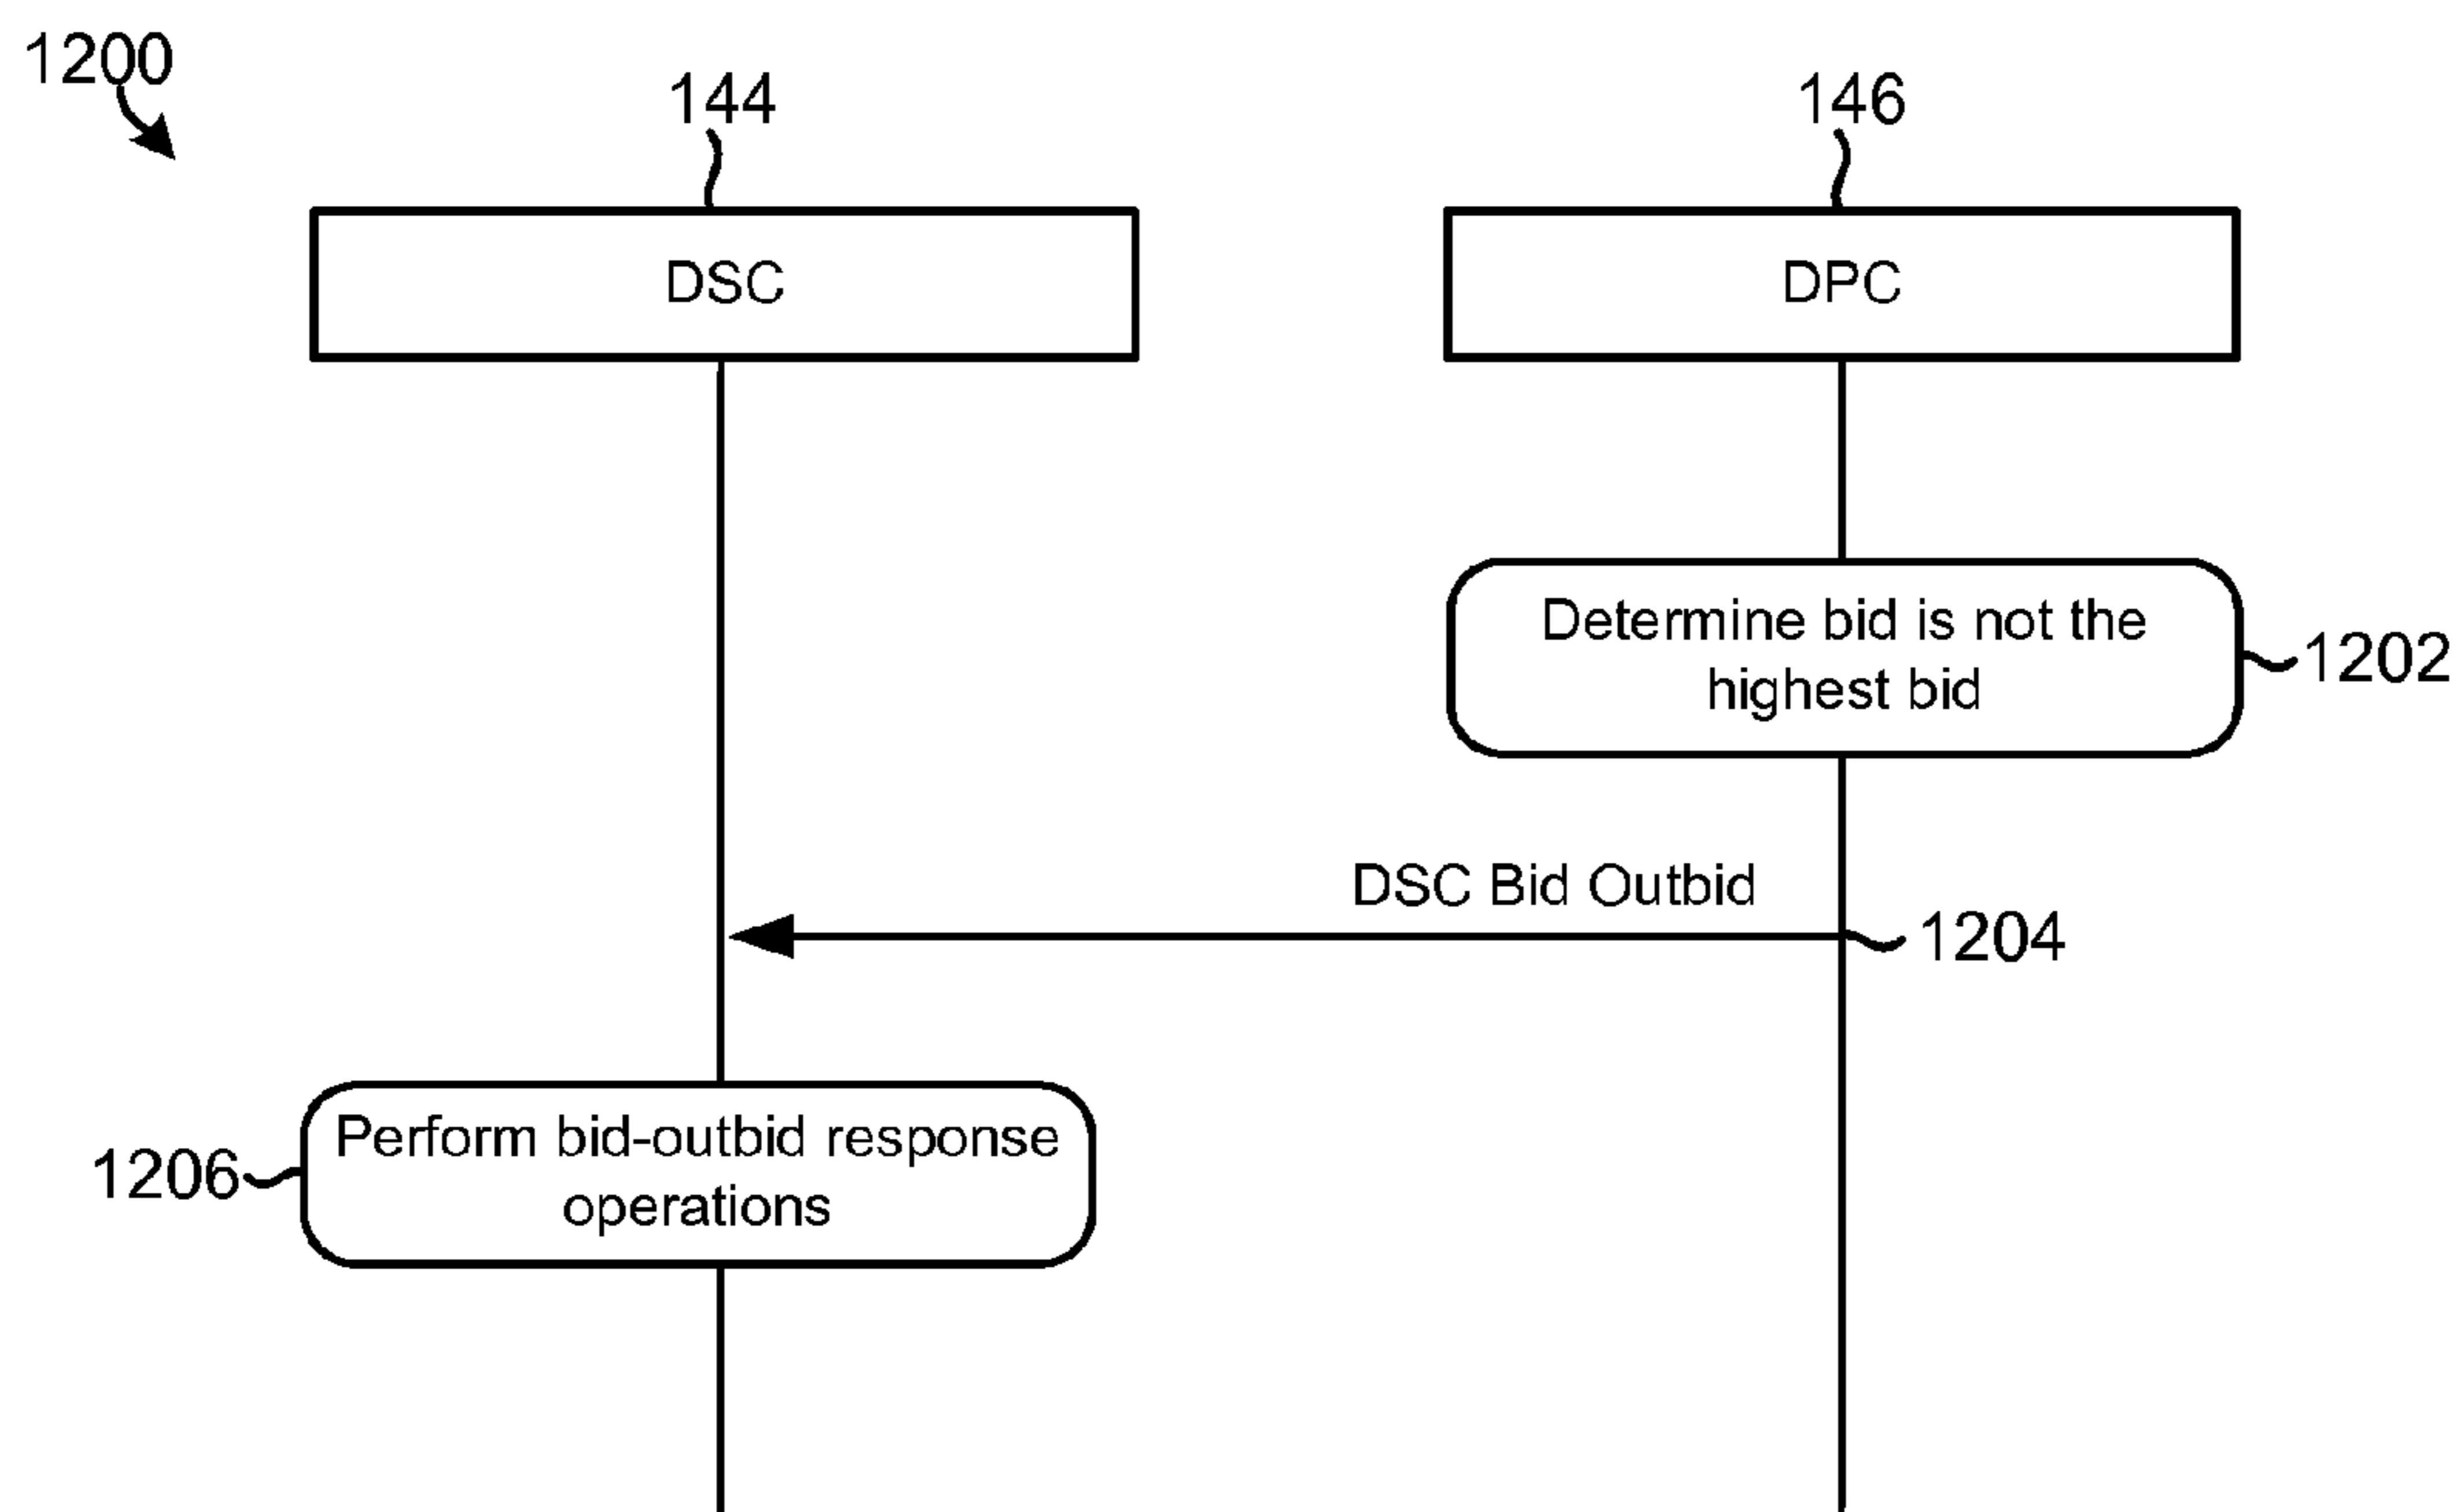 1200
144
146
DSC
DPC
Determine bid is not the
highest bid
1202
DSC Bid Outbid
1204
Perform bid-outbid response
operations
1206